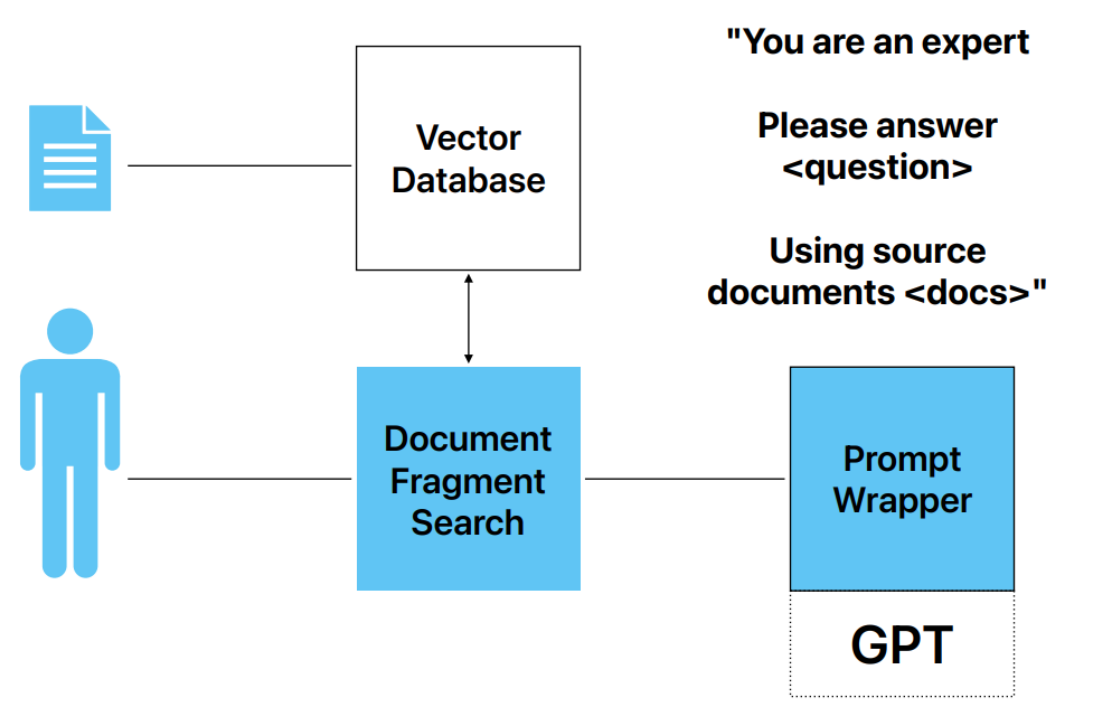 "You are an expert
Please answer
<question>
Using source
documents <docs>"
Vector
Database
Document
Fragment
Search
Prompt
Wrapper
GPT